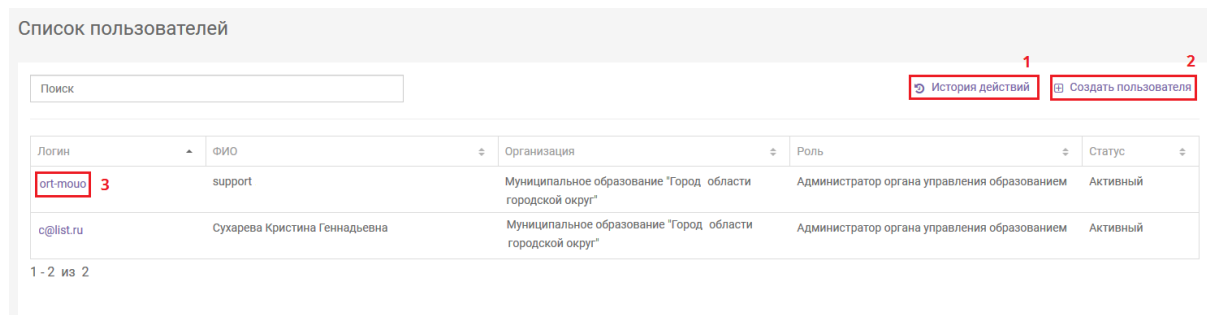 Список пользователей
1 2
Поиск История действий Создать пользователя
Логин ФИО Организация Роль Статус
ort-mouo 3 support Муниципальное образование "Город области Администратор органа управления образованием Активный
городской округ"
c@list.ru Сухарева Кристина Геннадьевна Муниципальное образование "Город области Администратор органа управления образованием Активный
городской округ"
1 - 2 из 2